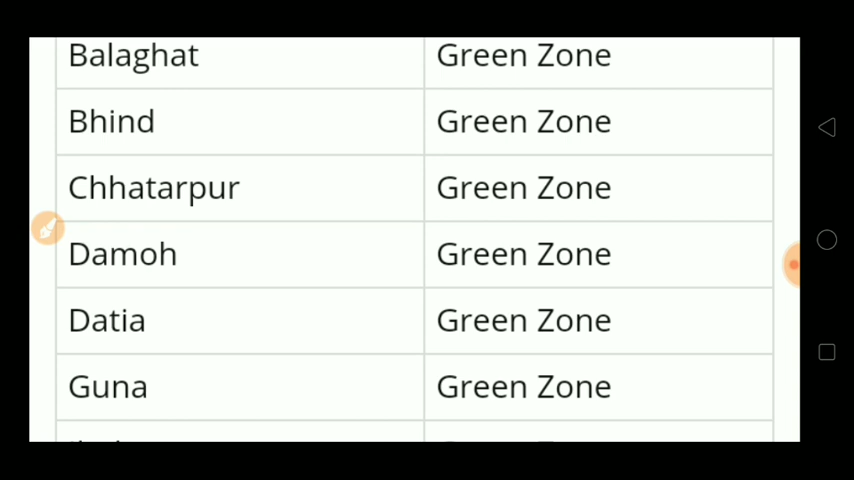 Balaghat Green Zone
Bhind Green Zone
Chhatarpur Green Zone
Damoh Green Zone
Datia Green Zone
Guna Green Zone